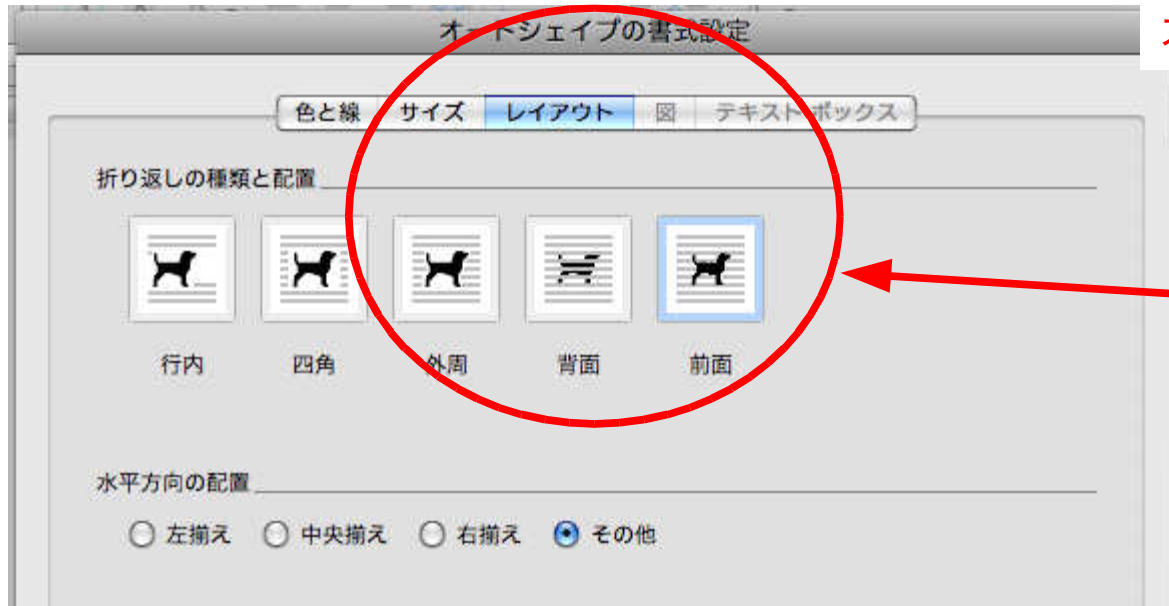 オートシェイプの書式設定
色と線 サイズ レイアウト 図 テキスト ボックス
折り返しの種類と配置
行内 四角 外周 背面 前面
水平方向の配置
左揃え 中央揃え 右揃え その他